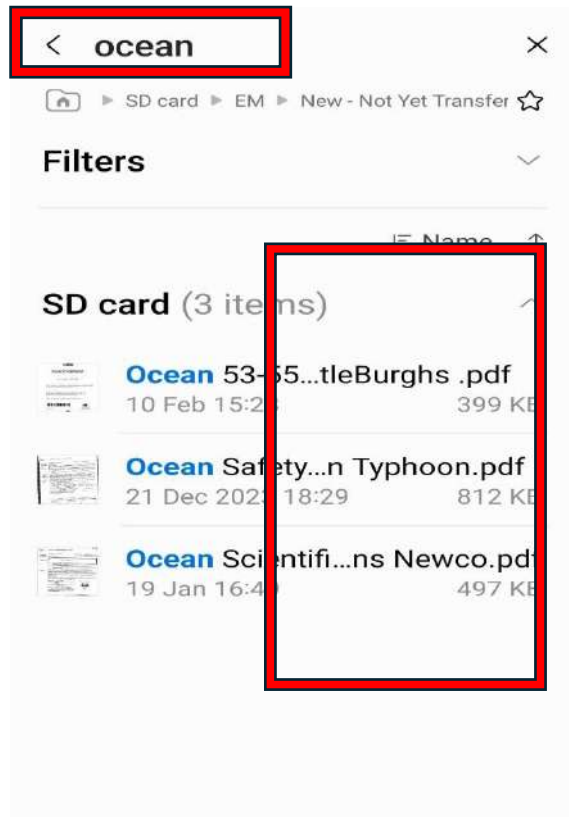 ocean
SD card EM New - Not Yet Transfer
Filters
Name
SD card (3 items)
Ocean 53-55...tleBurghs .pdf
10 Feb 15:2 399 KB
Ocean Safety...n Typhoon.pdf
21 Dec 2023 18:29 812 KB
Ocean Scientifi...ns Newco.pdf
19 Jan 16:4 497 KB